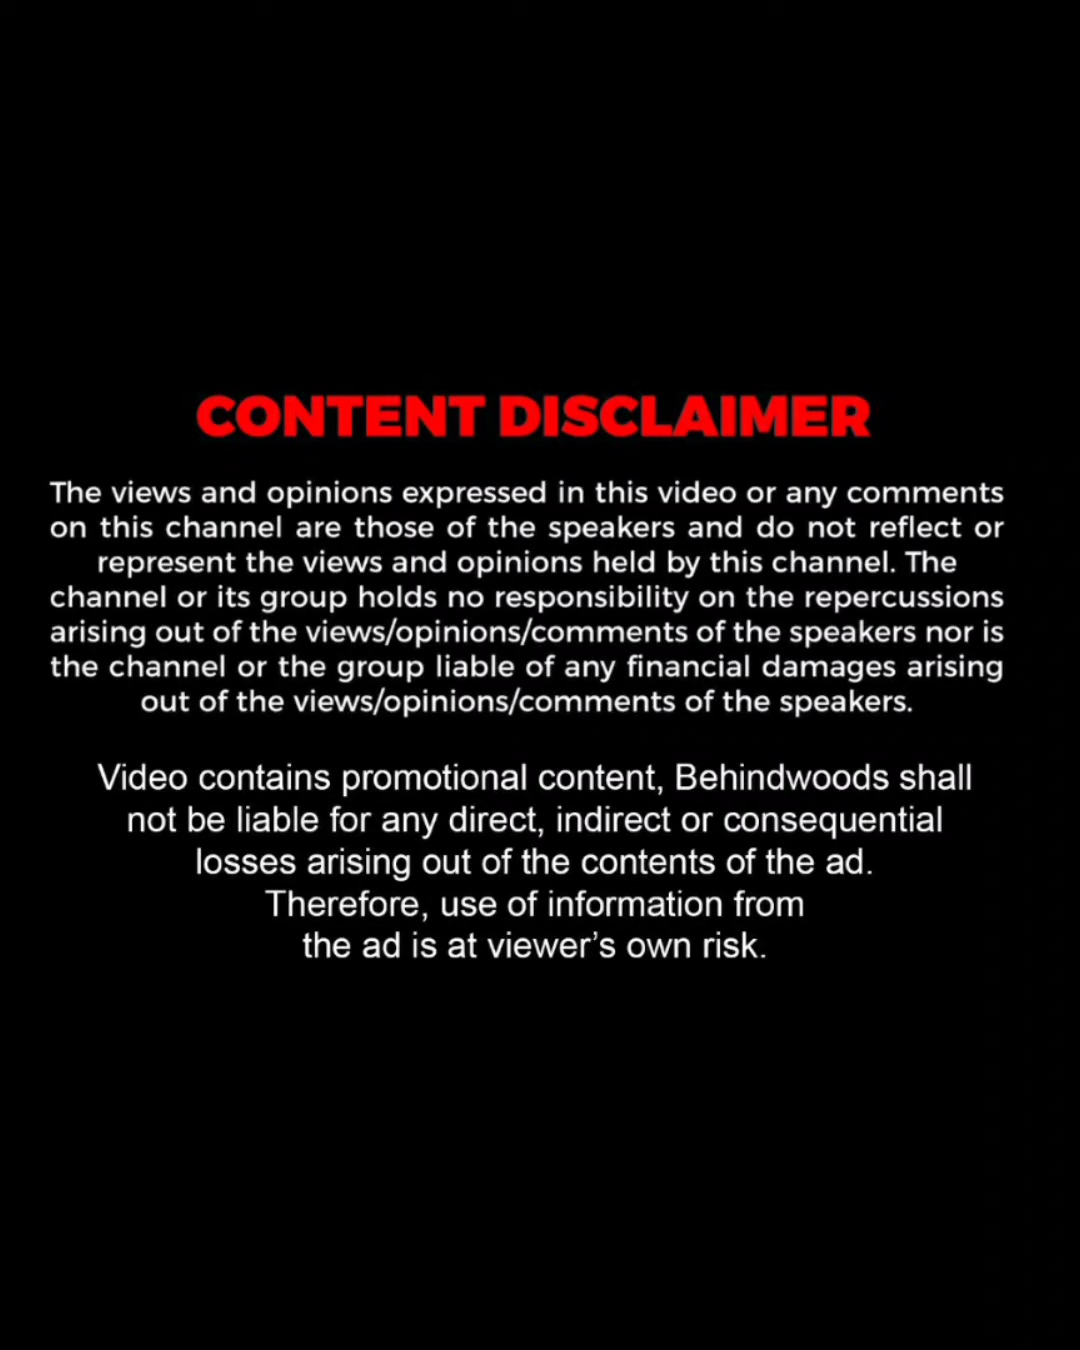 CONTENT DISCLAIMER
The views and opinions expressed in this video or any comments
on this channel are those of the speakers and do not reflect or
represent the views and opinions held by this channel. The
channel or its group holds no responsibility on the repercussions
arising out of the views/opinions/comments of the speakers nor is
the channel or the group liable of any financial damages arising
out of the views/opinions/comments of the speakers.
Video contains promotional content, Behindwoods shall
not be liable for any direct, indirect or consequential
losses arising out of the contents of the ad.
Therefore, use of information from
the ad is at viewer’s own risk.